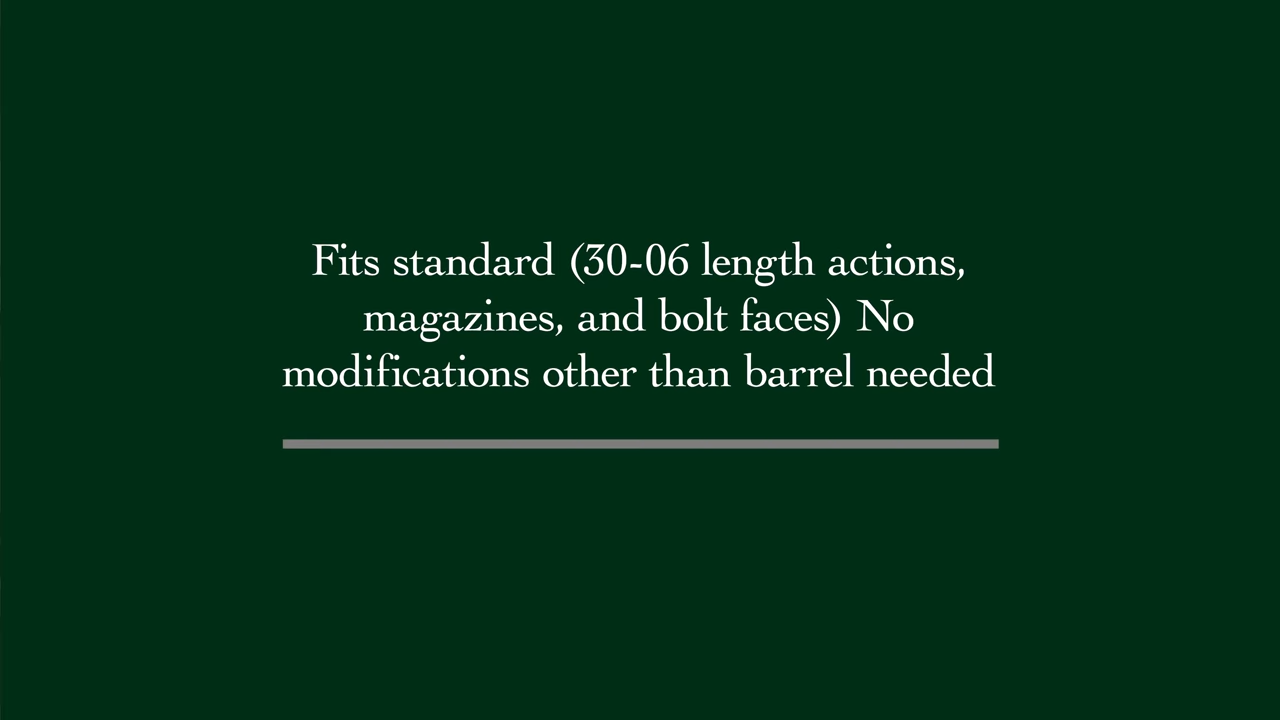 Fits standard (30-06 length actions,
magazines, and bolt faces) No
modifications other than barrel needed